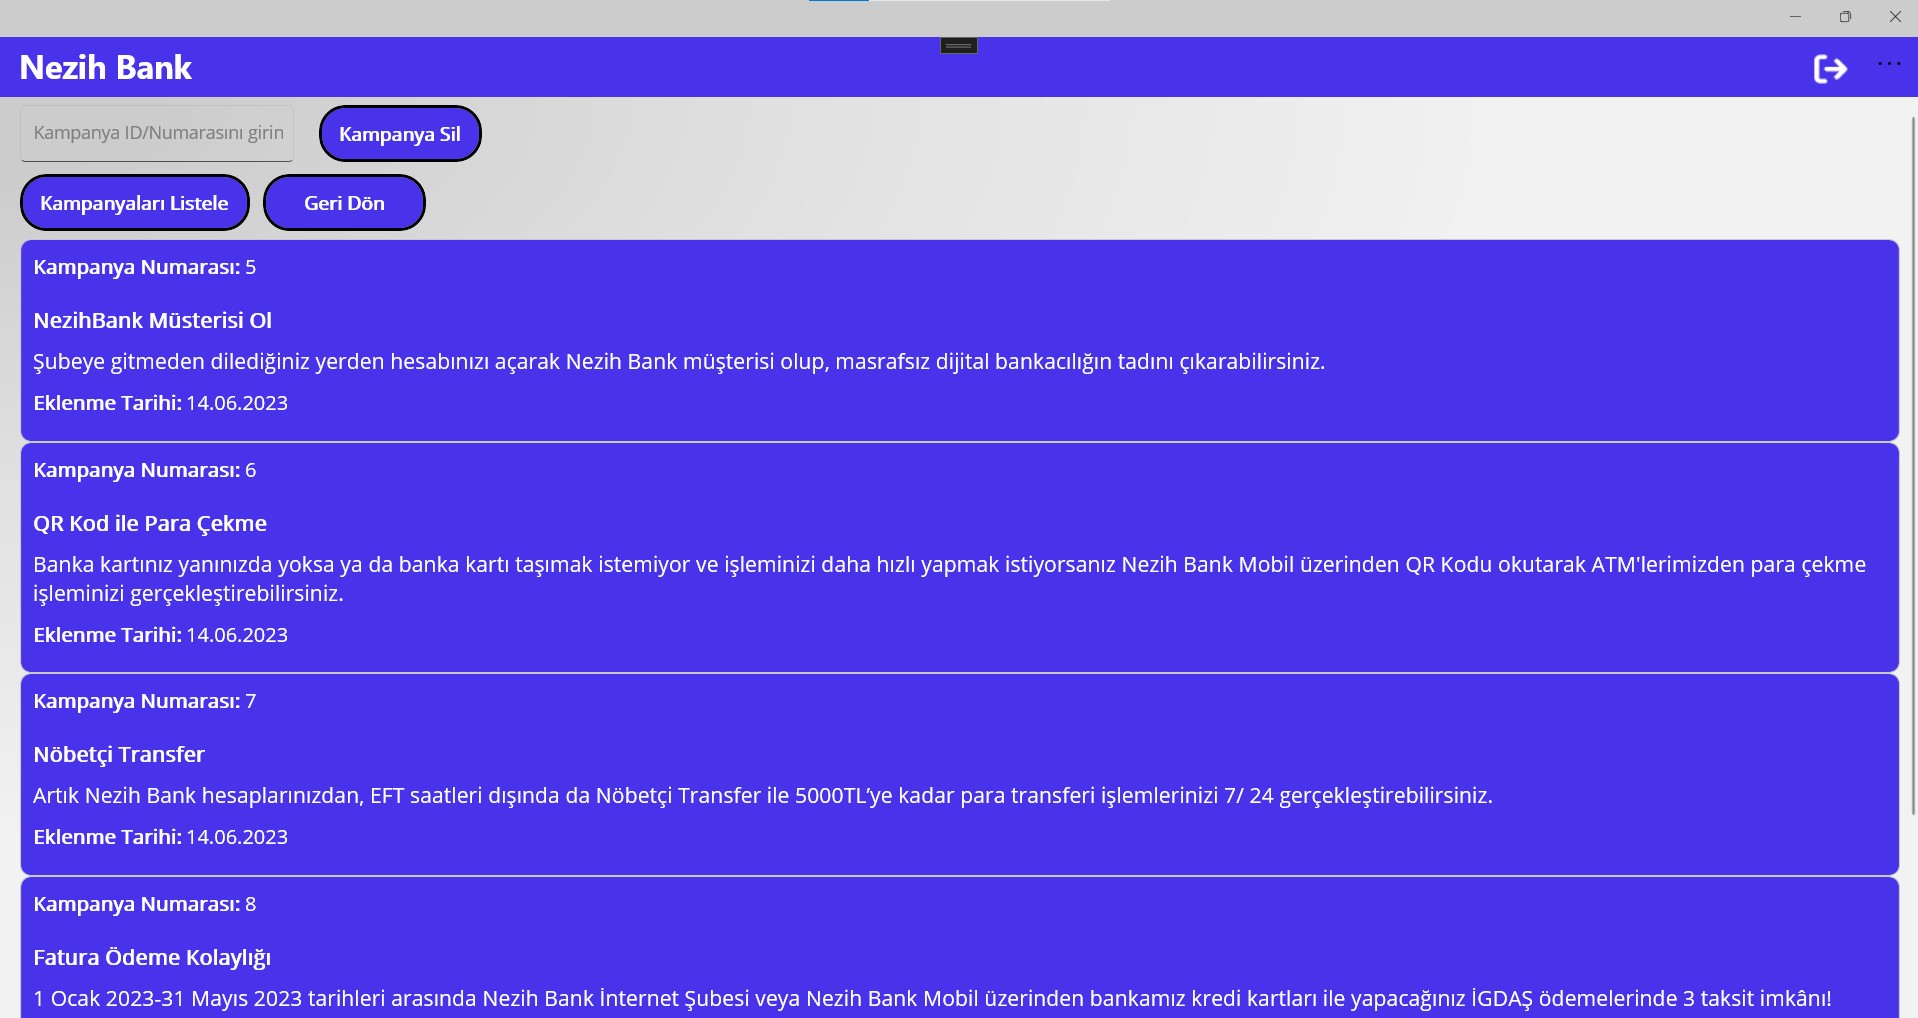 Nezih Bank
Kampanya ID/Numarasını girin
Kampanya Sil
Kampanyaları Listele
Geri Dön
Kampanya Numarası: 5
NezihBank Müsterisi Ol
Şubeye gitmeden dilediğiniz yerden hesabınızı açarak Nezih Bank müşterisi olup, masrafsız dijital bankacılığın tadını çıkarabilirsiniz.
Eklenme Tarihi: 14.06.2023
Kampanya Numarası: 6
QR Kod ile Para Çekme
Banka kartınız yanınızda yoksa ya da banka kartı taşımak istemiyor ve işleminizi daha hızlı yapmak istiyorsanız Nezih Bank Mobil üzerinden QR Kodu okutarak ATM'lerimizden para çekme
işleminizi gerçekleştirebilirsiniz.
Eklenme Tarihi: 14.06.2023
Kampanya Numarası: 7
Nöbetçi Transfer
Artık Nezih Bank hesaplarınızdan, EFT saatleri dışında da Nöbetçi Transfer ile 5000TL’ye kadar para transferi işlemlerinizi 7/ 24 gerçekleştirebilirsiniz.
Eklenme Tarihi: 14.06.2023
Kampanya Numarası: 8
Fatura Ödeme Kolaylığı
1 Ocak 2023-31 Mayıs 2023 tarihleri arasında Nezih Bank İnternet Şubesi veya Nezih Bank Mobil üzerinden bankamız kredi kartları ile yapacağınız İGDAŞ ödemelerinde 3 taksit imkânı!